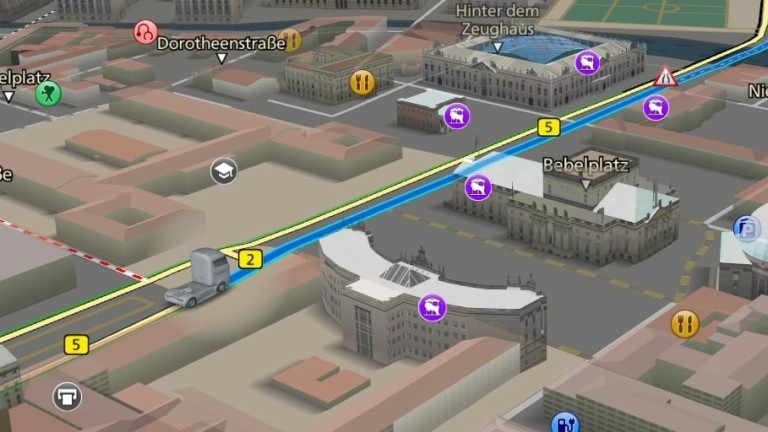 Hinter dem
Zeughaus
Dorotheenstraße
5
Bebelplatz
2
5